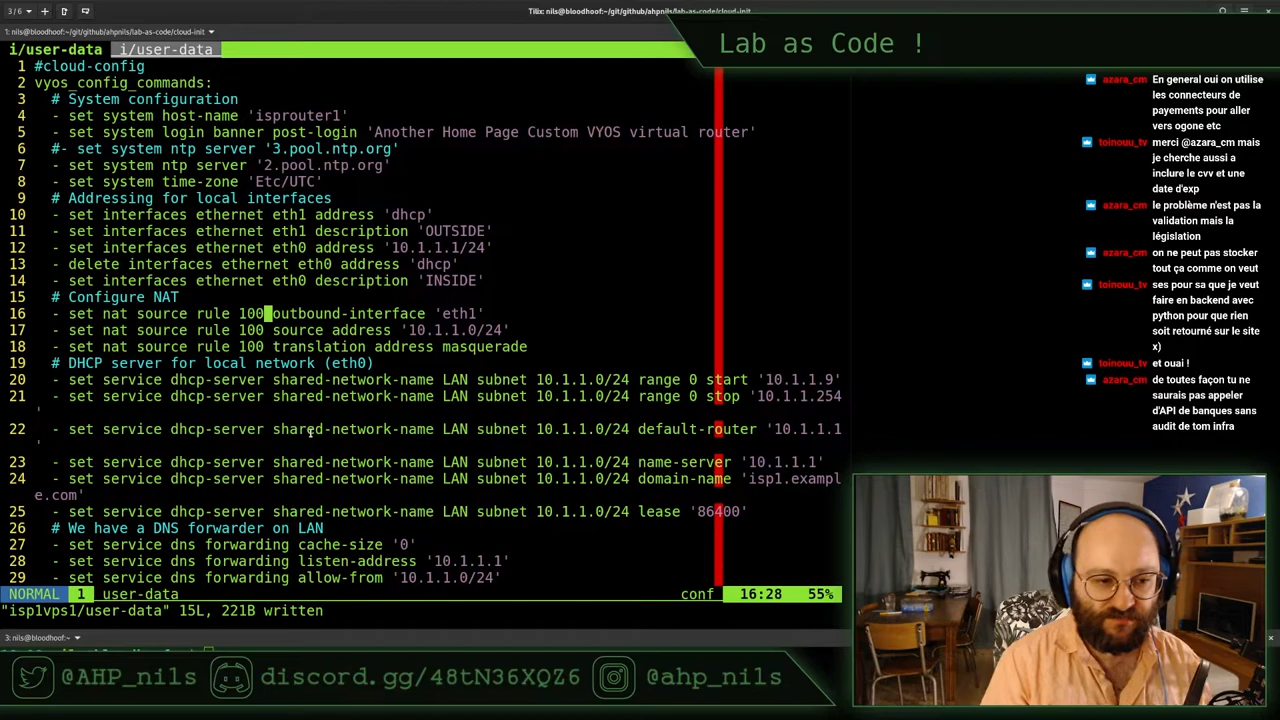 3/6
Tilix: nils@bloodhoof:~/git/github/ahpnils/lab-as-code/cloud-init
1: nils@bloodhoof:~/git/github/ahpnils/lab-as-code/cloud-init
i/user-data i/user-data
Lab as Code !
1 #cloud-config
2 vyos_config_commands:
3 # System configuration
4 - set system host-name 'isprouter1'
5 - set system login banner post-login 'Another Home Page Custom VYOS virtual router'
6 #- set system ntp server '3.pool.ntp.org'
7 - set system ntp server '2.pool.ntp.org'
8 - set system time-zone 'Etc/UTC'
9 # Addressing for local interfaces
10 - set interfaces ethernet eth1 address 'dhcp'
11 - set interfaces ethernet eth1 description 'OUTSIDE'
12 - set interfaces ethernet eth0 address '10.1.1.1/24'
13 - delete interfaces ethernet eth0 address 'dhcp'
14 - set interfaces ethernet eth0 description 'INSIDE'
15 # Configure NAT
16 - set nat source rule 100 outbound-interface 'eth1'
17 - set nat source rule 100 source address '10.1.1.0/24'
18 - set nat source rule 100 translation address masquerade
19 # DHCP server for local network (eth0)
20 - set service dhcp-server shared-network-name LAN subnet 10.1.1.0/24 range 0 start '10.1.1.9'
21 - set service dhcp-server shared-network-name LAN subnet 10.1.1.0/24 range 0 stop '10.1.1.254
'
22 - set service dhcp-server shared-network-name LAN subnet 10.1.1.0/24 default-router '10.1.1.1
'
23 - set service dhcp-server shared-network-name LAN subnet 10.1.1.0/24 name-server '10.1.1.1'
24 - set service dhcp-server shared-network-name LAN subnet 10.1.1.0/24 domain-name 'isp1.exampl
e.com'
25 - set service dhcp-server shared-network-name LAN subnet 10.1.1.0/24 lease '86400'
26 # We have a DNS forwarder on LAN
27 - set service dns forwarding cache-size '0'
28 - set service dns forwarding listen-address '10.1.1.1'
29 - set service dns forwarding allow-from '10.1.1.0/24'
NORMAL 1 user-data conf 16:28 55%
"isp1vps1/user-data" 15L, 221B written
3: nils@bloodhoof:~
azara_cm En general oui on utilise
les connecteurs de
payements pour aller
vers ogone etc
toinouu_tv merci @azara_cm mais
je cherche aussi a
inclure le cvv et une
date d'exp
azara_cm le problème n'est pas la
validation mais la
législation
azara_cm on ne peut pas stocker
tout ça comme on veut
toinouu_tv ses pour sa que je veut
faire en backend avec
python pour que rien
soit retourné sur le site
x)
toinouu_tv et ouai !
azara_cm de toutes façon tu ne
saurais pas appeler
d'API de banques sans
audit de tom infra
@AHP_nils discord.gg/48tN36XQZ6 @ahp_nils